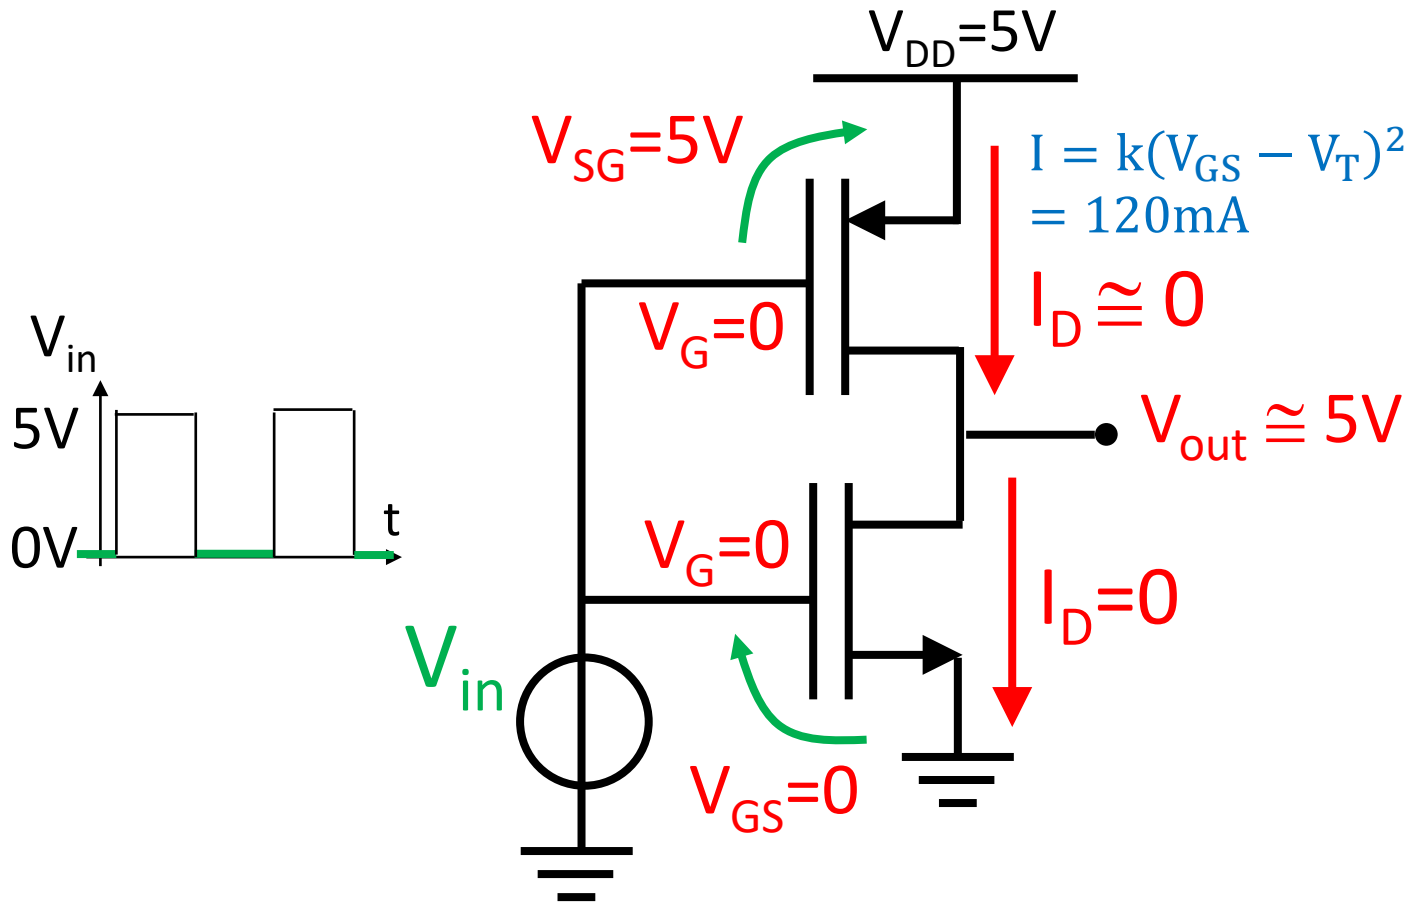 V_DD=5V
V_SG=5V
I = k(V_GS − V_T)²
= 120mA
I_D ≅ 0
V_G=0
V_in
5V
0V
t
V_out ≅ 5V
V_G=0
I_D=0
V_in
V_GS=0